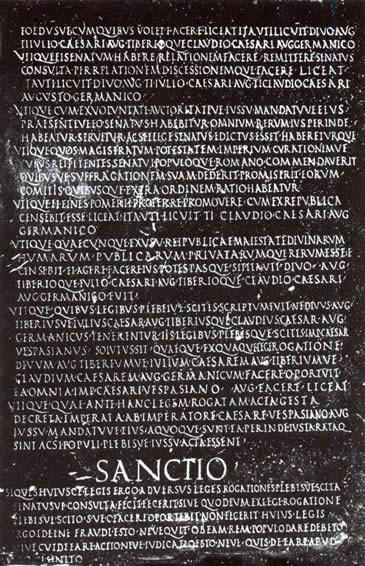 FOEDVSVE CVM QVIBVS VOLET FACERE LICEAT ITA VTI LICVIT DIVO AVG
TI IVLIO CAESARI AVG TIBERIOQVE CLAVDIO CAESARI AVG GERMANICO
VTIQVE EI SENATVM HABERE RELATIONEM FACERE REMITTERE SENATVS
CONSVLTA PER RELATIONEM DISCESSIONEMQVE FACERE LICEAT
ITA VTI LICVIT DIVO AVG TI IVLIO CAESARI AVG TI CLAVDIO CAESARI
AVGVSTO GERMANICO
VTIQVE CVM EX VOLVNTATE AVCTORITATEVE IVSSV MANDATVVE EIVS
PRAESENTEVE EO SENATVS HABEBITVR OMNIVM RERVM IVS PERINDE
HABEATVR SERVETVR AC SI E LEGE SENATVS EDICTVS ESSET HABERETVRQVE
VTIQVE QVOS MAGISTRATVM POTESTATEM IMPERIVM CVRATIONEMVE
CVIVS REI PETENTES SENATVI POPVLOQVE ROMANO COMMENDAVERIT
QVIBVSVE SVFFRAGATIONEM SVAM DEDERIT PROMISERIT EORVM
COMITIS QVIBVSQVE EXTRA ORDINEM RATIO HABEATVR
VTIQVE EI FINES POMERII PROFERRE PROMOVERE CVM EX REPVBLICA
CENSEBIT ESSE LICEAT ITA VTI LICVIT TI CLAVDIO CAESARI AVG
GERMANICO
VTIQVE QVAECVNQVE EX VSV REIPVBLICAE MAIESTATE DIVINARVM
HVMARVM PVBLICARVM PRIVATARVMQVE RERVM ESSE
CENSEBIT EI AGERE FACERE IVS POTESTASQVE SIT ITA VTI DIVO AVG
TIBERIOQVE IVLIO CAESARI AVG TIBERIOQVE CLAVDIO CAESARI
AVG GERMANICO FVIT
VTIQVE QVIBVS LEGIBVS PLEBEIVE SCITIS SCRIPTVM FVIT NE DIVVS AVG
TIBERIVSVE IVLIVS CAESAR AVG TIBERIVSQVE CLAVDIVS CAESAR AVG
GERMANICVS TENERENTVR IIS LEGIBVS PLEBISQVE SCITIS IMP CAESAR
VESPASIANVS SOLVTVS SIT QVAEQVE EX QVAQVE LEGE ROGATIONE
DIVVM AVG TIBERIVMVE IVLIVM CAESAREM AVG TIBERIVMVE
CLAVDIVM CAESAREM AVG GERMANICVM FACERE OPORTVIT
EA OMNIA IMP CAESARI VESPASIANO AVG FACERE LICEAT
VTIQVE QVAE ANTE HANC LEGEM ROGATAM ACTA GESTA
DECRETA IMPERATA AB IMPERATORE CAESARE VESPASIANO AVG
IVSSV MANDATVVE EIVS A QVOQVE SVNT EA PERINDE IVSTA RATAQ
SINT AC SI POPVLI PLEBISVE IVSSV ACTA ESSENT
SANCTIO
SI QVIS HVIVSCE LEGIS ERGO ADVERSVS LEGES ROGATIONES PLEBISVE SCITA
SENATVSVE CONSVLTA FECIT FECERITSIVE QVOD EVM EX LEGE ROGATIONE
PLEBISVE SCITO SVE C FACERE OPORTEBIT NON FECERIT HVIVS LEGIS
ERGO ID EI NE FRAVDI ESTO NEVE QVIT OB EAM REM POPVLO DARE DEBETO
NEVE CVI DE EA RE ACTIO NEVE IVDICATIO ESTO NEVE QVIS DE EA RE APVD